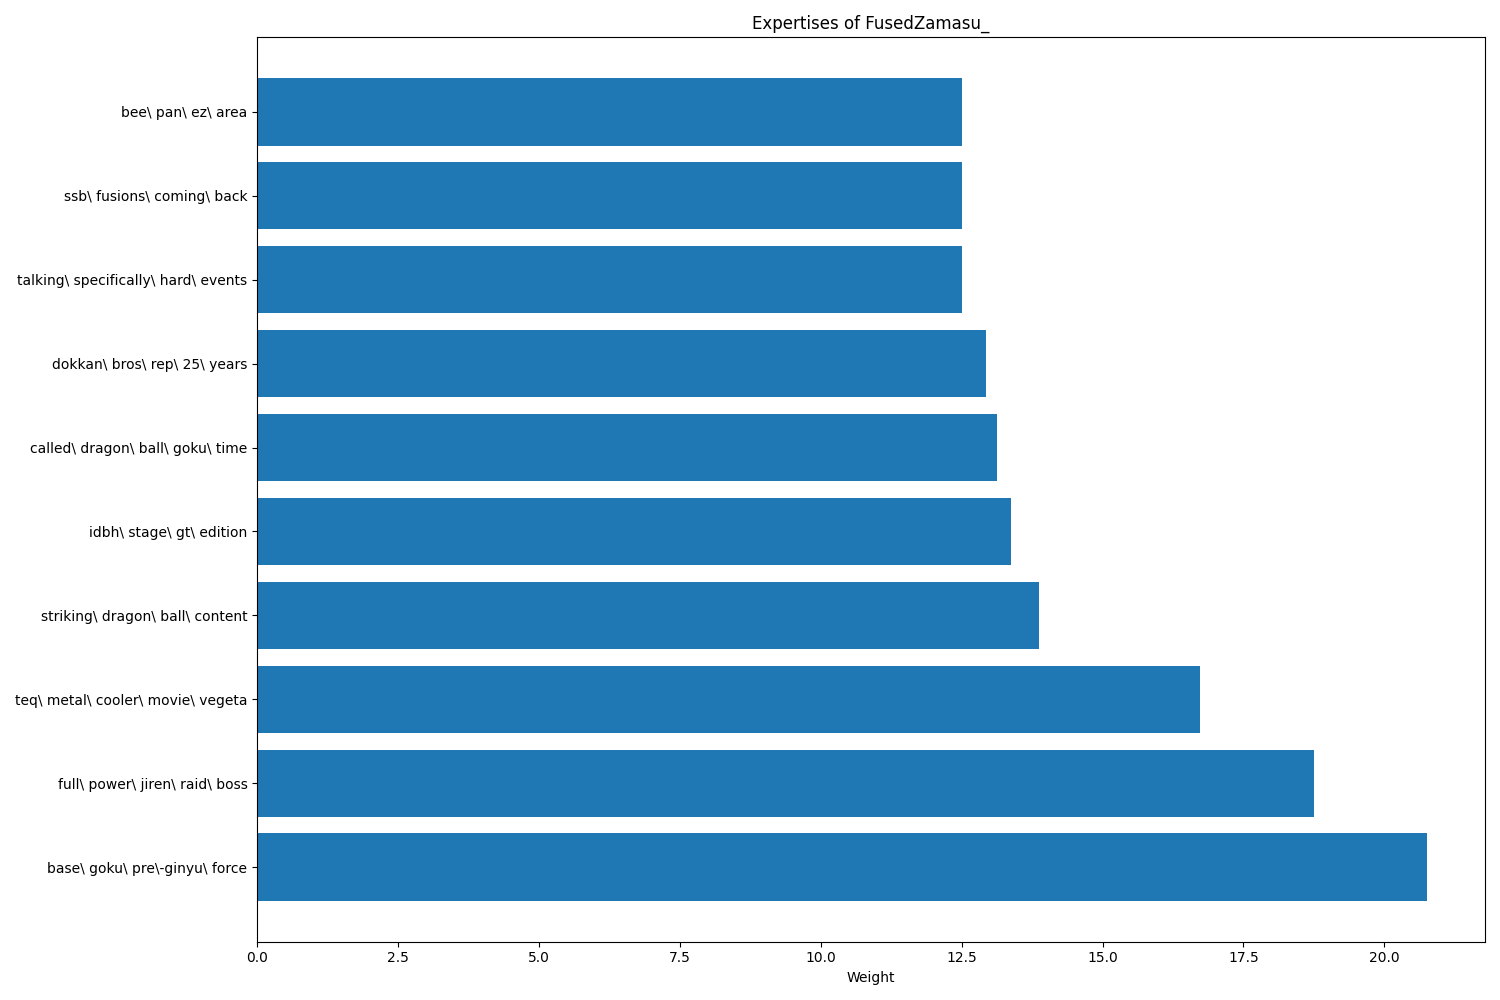 Expertises of FusedZamasu_
bee\ pan\ ez\ area
ssb\ fusions\ coming\ back
talking\ specifically\ hard\ events
dokkan\ bros\ rep\ 25\ years
called\ dragon\ ball\ goku\ time
idbh\ stage\ gt\ edition
striking\ dragon\ ball\ content
teq\ metal\ cooler\ movie\ vegeta
full\ power\ jiren\ raid\ boss
base\ goku\ pre\-ginyu\ force
0.0 2.5 5.0 7.5 10.0 12.5 15.0 17.5 20.0
Weight